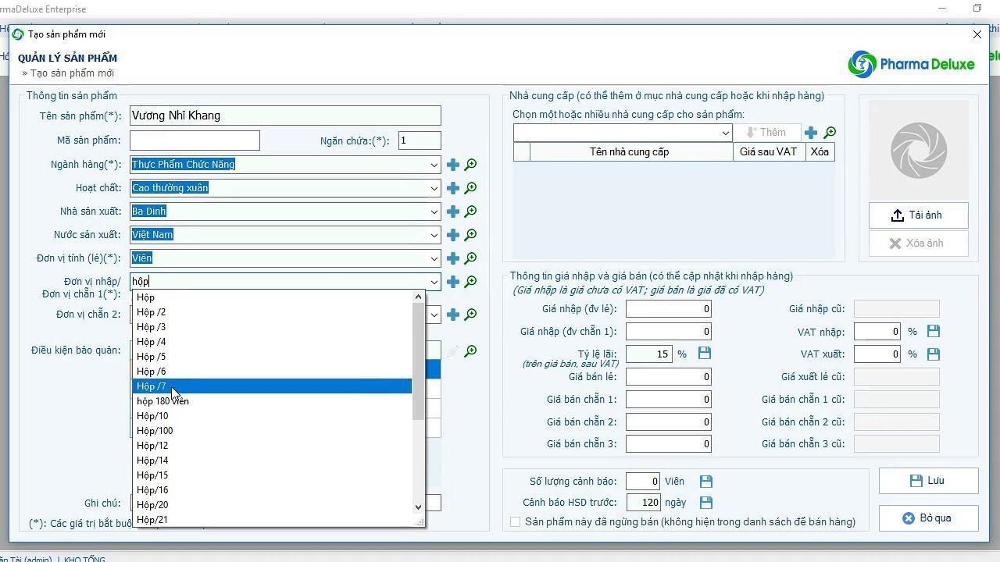 rmaDeluxe Enterprise
Tạo sản phẩm mới
QUẢN LÝ SẢN PHẨM
» Tạo sản phẩm mới
Pharma Deluxe
Thông tin sản phẩm
Tên sản phẩm(*): Vương Nhĩ Khang
Mã sản phẩm:
Ngăn chứa:(*): 1
Ngành hàng(*): Thực Phẩm Chức Năng
Hoạt chất: Cao thường xuân
Nhà sản xuất: Ba Dinh
Nước sản xuất: Việt Nam
Đơn vị tính (lẻ)(*): Viên
Đơn vị nhập/ hộp
Đơn vị chẵn 1(*):
Đơn vị chẵn 2:
Điều kiện bảo quản:
Hộp
Hộp /2
Hộp /3
Hộp /4
Hộp /5
Hộp /6
Hộp /7
hộp 180 viên
Hộp/10
Hộp/100
Hộp/12
Hộp/14
Hộp/15
Hộp/16
Hộp/20
Hộp/21
Ghi chú:
(*): Các giá trị bắt buộ
Nhà cung cấp (có thể thêm ở mục nhà cung cấp hoặc khi nhập hàng)
Chọn một hoặc nhiều nhà cung cấp cho sản phẩm:
Thêm
Tên nhà cung cấp Giá sau VAT Xóa
Tải ảnh
Xóa ảnh
Thông tin giá nhập và giá bán (có thể cập nhật khi nhập hàng)
(Giá nhập là giá chưa có VAT; giá bán là giá đã có VAT)
Giá nhập (đv lẻ): 0 Giá nhập cũ:
Giá nhập (đv chẵn 1): 0 VAT nhập: 0 %
Tỷ lệ lãi: 15 % VAT xuất: 0 %
(trên giá bán, sau VAT)
Giá bán lẻ: 0 Giá xuất lẻ cũ:
Giá bán chẵn 1: 0 Giá bán chẵn 1 cũ:
Giá bán chẵn 2: 0 Giá bán chẵn 2 cũ:
Giá bán chẵn 3: 0 Giá bán chẵn 3 cũ:
Số lượng cảnh báo: 0 Viên
Cảnh báo HSD trước: 120 ngày
Sản phẩm này đã ngừng bán (không hiện trong danh sách để bán hàng)
Lưu
Bỏ qua
ăn Tài (admin) | KHO TỔNG